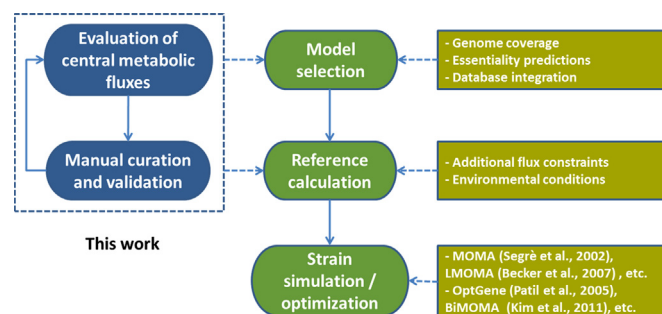 Evaluation of
central metabolic
fluxes
Manual curation
and validation
This work
Model
selection
Reference
calculation
Strain
simulation /
optimization
- Genome coverage
- Essentiality predictions
- Database integration
- Additional flux constraints
- Environmental conditions
- MOMA (Segrè et al., 2002),
LMOMA (Becker et al., 2007) , etc.
- OptGene (Patil et al., 2005),
BiMOMA  (Kim et al., 2011), etc.